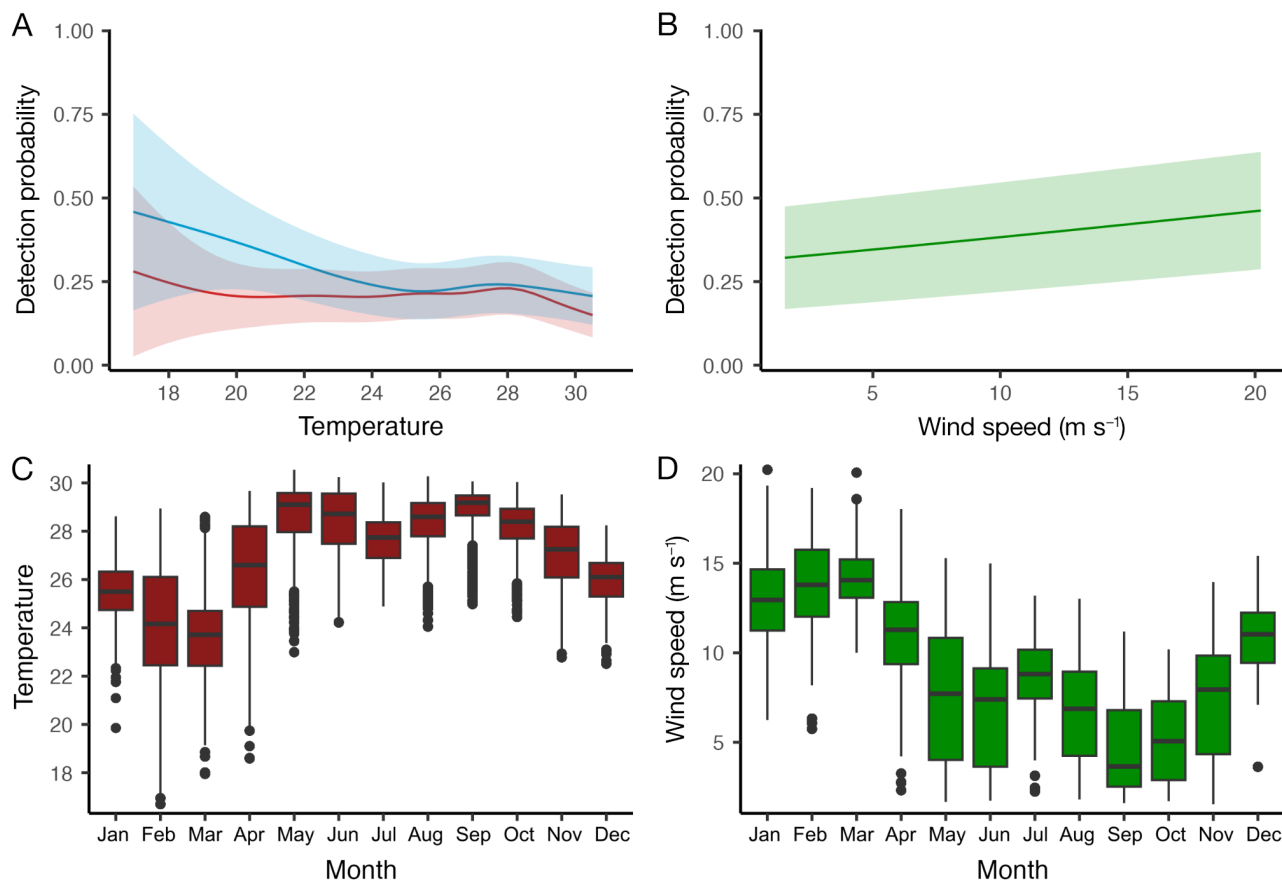 A
Detection probability
1.00
0.75
0.50
0.25
0.00
18 20 22 24 26 28 30
Temperature
B
Detection probability
1.00
0.75
0.50
0.25
0.00
5 10 15 20
Wind speed (m s⁻¹)
C
Temperature
30
28
26
24
22
20
18
Jan Feb Mar Apr May Jun Jul Aug Sep Oct Nov Dec
Month
D
Wind speed (m s⁻¹)
20
15
10
5
Jan Feb Mar Apr May Jun Jul Aug Sep Oct Nov Dec
Month